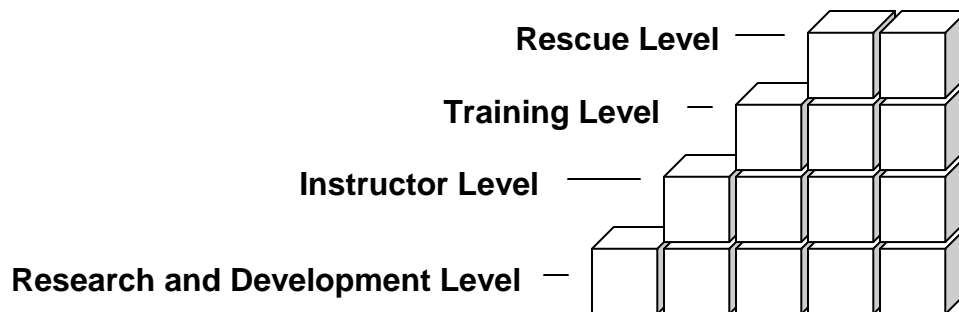 Rescue Level
Training Level
Instructor Level
Research and Development Level